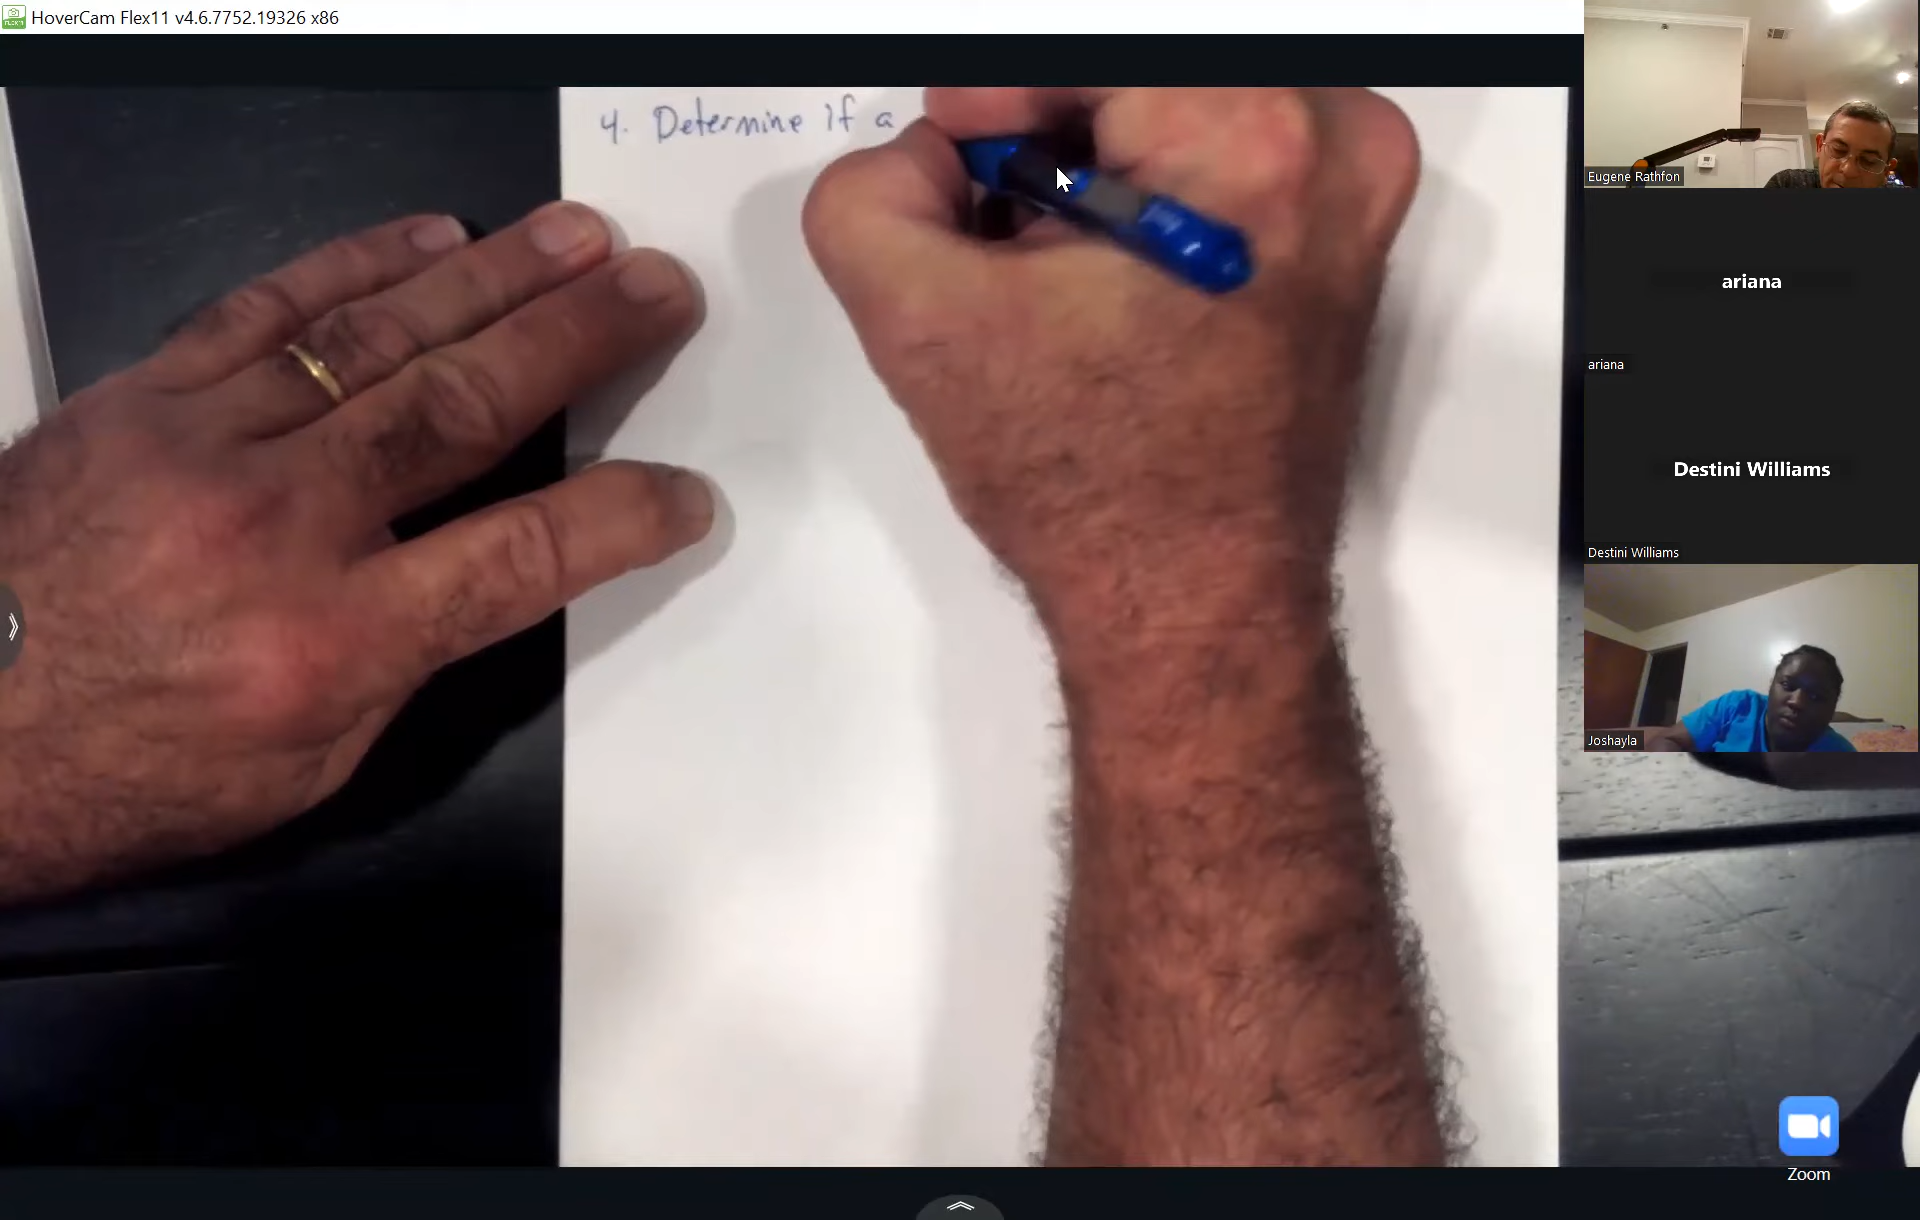 HoverCam Flex11 v4.6.7752.19326 x86
4. Determine if a
Eugene Rathfon
ariana
ariana
Destini Williams
Destini Williams
Joshayla
Zoom